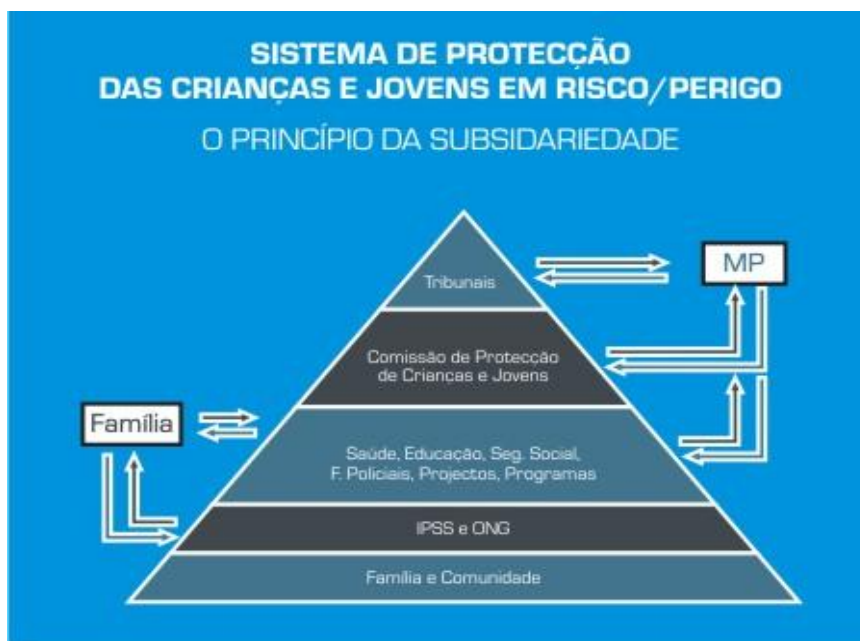 SISTEMA DE PROTECÇÃO
DAS CRIANÇAS E JOVENS EM RISCO/PERIGO
O PRINCÍPIO DA SUBSIDARIEDADE
MP
Tribunais
Comissão de Protecção
de Crianças e Jovens
Família
Saúde, Educação, Seg. Social,
F. Policiais, Projectos, Programas
IPSS e ONG
Família e Comunidade